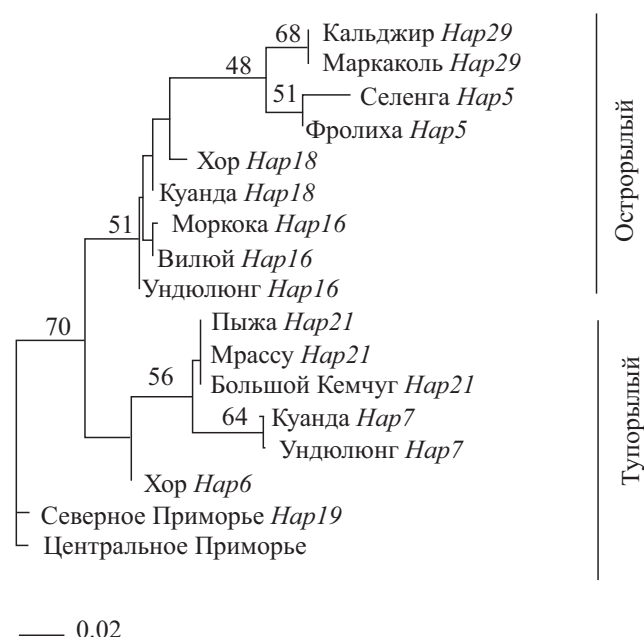 68
Кальджир Hap29
Маркаколь Hap29
48
51
Селенга Hap5
Фролиха Hap5
Хор Hap18
Куанда Hap18
51
Моркока Hap16
Вилюй Hap16
Ундюлюнг Hap16
Острорылый
70
Пыжа Hap21
Мрассу Hap21
56
Большой Кемчуг Hap21
64
Куанда Hap7
Ундюлюнг Hap7
Хор Hap6
Северное Приморье Hap19
Центральное Приморье
Тупорылый
0.02